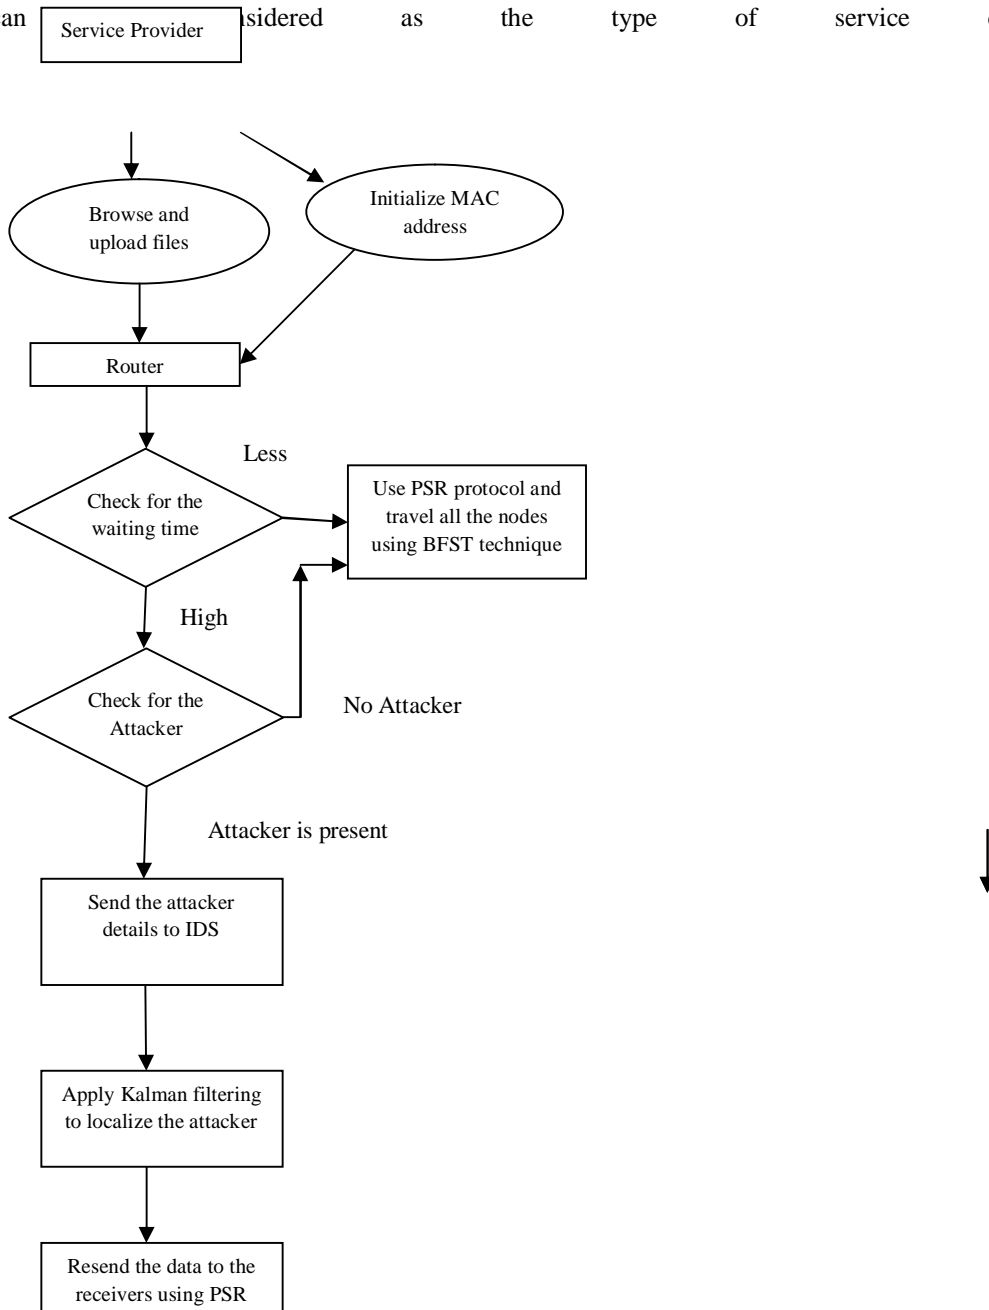 as the type of service
Service Provider
Initialize MAC
address
Browse and
upload files
Router
Less
Check for the
waiting time
Use PSR protocol and
travel all the nodes
using BFST technique
High
Check for the
Attacker
No Attacker
Attacker is present
Send the attacker
details to IDS
Apply Kalman filtering
to localize the attacker
Resend the data to the
receivers using PSR